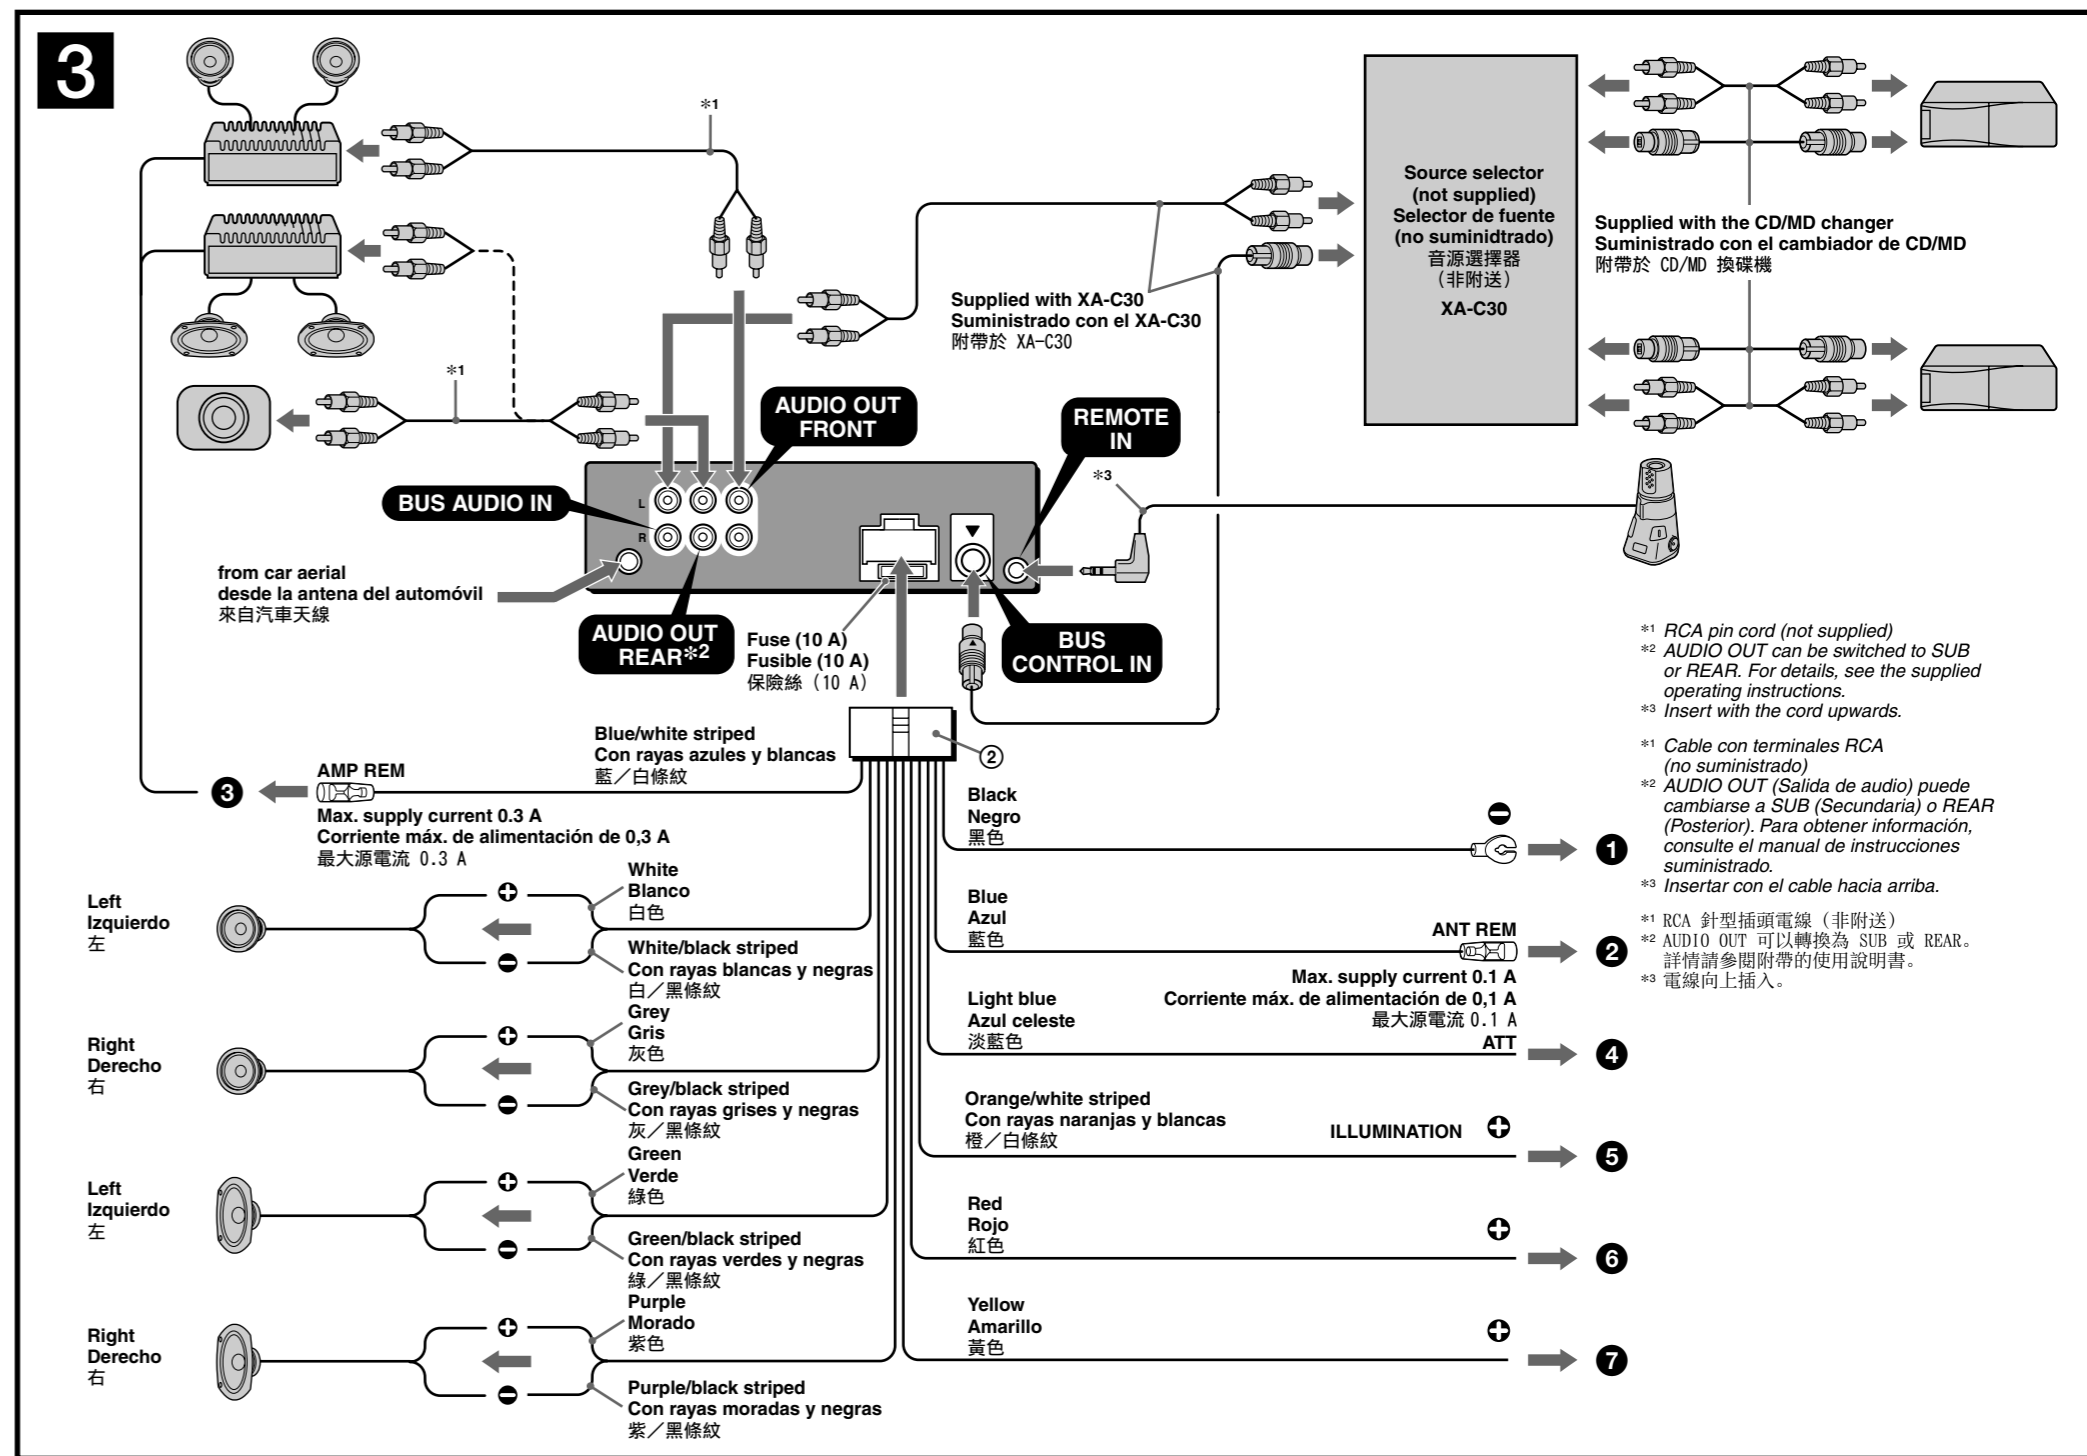 3
*1
Source selector
(not supplied)
Selector de fuente
(no suminidtrado)
音源選擇器
(非附送)
XA-C30
Supplied with the CD/MD changer
Suministrado con el cambiador de CD/MD
附帶於 CD/MD 換碟機
Supplied with XA-C30
Suministrado con el XA-C30
附帶於 XA-C30
*1
AUDIO OUT
FRONT
REMOTE
IN
*3
BUS AUDIO IN
L
R
from car aerial
desde la antena del automóvil
來自汽車天線
AUDIO OUT
REAR*2
Fuse (10 A)
Fusible (10 A)
保險絲 (10 A)
BUS
CONTROL IN
*1 RCA pin cord (not supplied)
*2 AUDIO OUT can be switched to SUB
or REAR. For details, see the supplied
operating instructions.
*3 Insert with the cord upwards.
*1 Cable con terminales RCA
(no suministrado)
*2 AUDIO OUT (Salida de audio) puede
cambiarse a SUB (Secundaria) o REAR
(Posterior). Para obtener información,
consulte el manual de instrucciones
suministrado.
*3 Insertar con el cable hacia arriba.
*1 RCA 針型插頭電線 (非附送)
*2 AUDIO OUT 可以轉換為 SUB 或 REAR。
詳情請參閱附帶的使用說明書。
*3 電線向上插入。
②
Blue/white striped
Con rayas azules y blancas
藍／白條紋
❸
AMP REM
Max. supply current 0.3 A
Corriente máx. de alimentación de 0,3 A
最大源電流 0.3 A
Left
Izquierdo
左
White
Blanco
白色
White/black striped
Con rayas blancas y negras
白／黑條紋
Right
Derecho
右
Grey
Gris
灰色
Grey/black striped
Con rayas grises y negras
灰／黑條紋
Left
Izquierdo
左
Green
Verde
綠色
Green/black striped
Con rayas verdes y negras
綠／黑條紋
Right
Derecho
右
Purple
Morado
紫色
Purple/black striped
Con rayas moradas y negras
紫／黑條紋
Black
Negro
黑色
❶
Blue
Azul
藍色
ANT REM
❷
Max. supply current 0.1 A
Corriente máx. de alimentación de 0,1 A
最大源電流 0.1 A
Light blue
Azul celeste
淡藍色
ATT
❹
Orange/white striped
Con rayas naranjas y blancas
橙／白條紋
ILLUMINATION
❺
Red
Rojo
紅色
❻
Yellow
Amarillo
黃色
❼